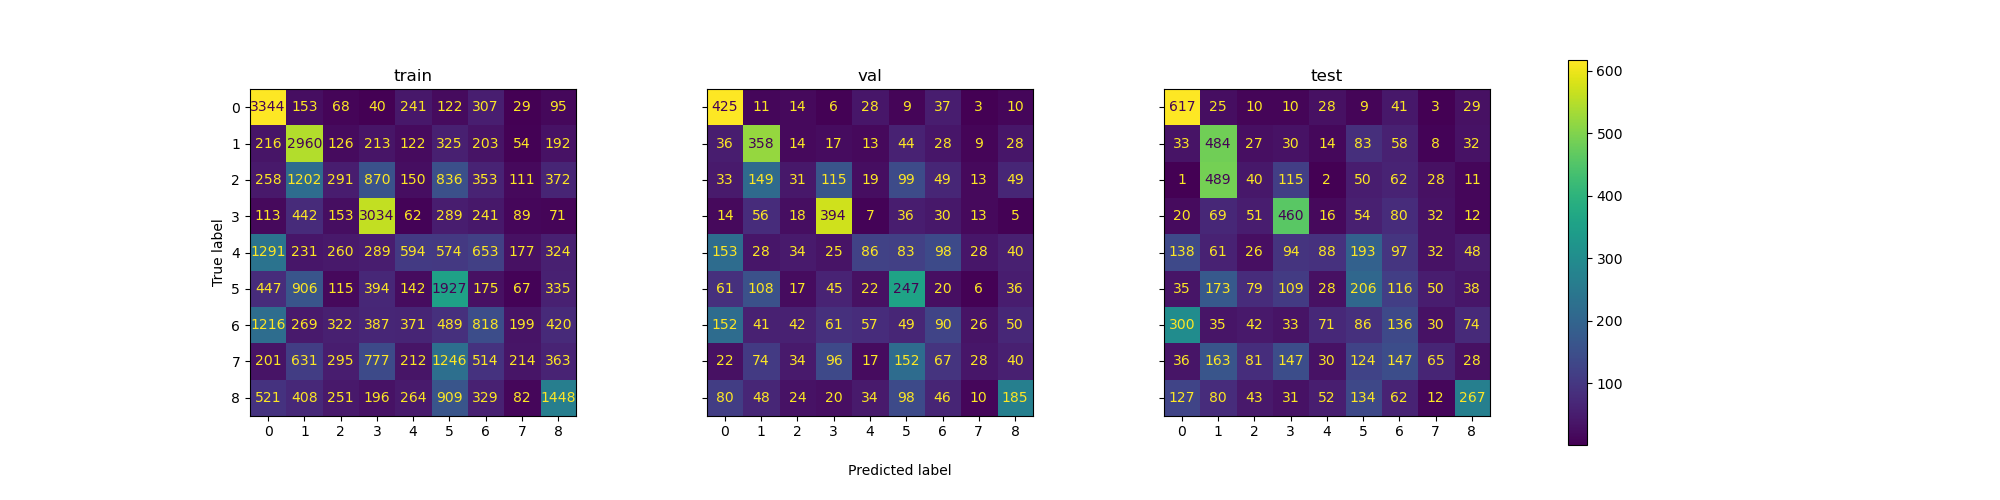 train val test
0 3344 153 68 40 241 122 307 29 95 425 11 14 6 28 9 37 3 10 617 25 10 10 28 9 41 3 29
1 216 2960 126 213 122 325 203 54 192 36 358 14 17 13 44 28 9 28 33 484 27 30 14 83 58 8 32
2 258 1202 291 870 150 836 353 111 372 33 149 31 115 19 99 49 13 49 1 489 40 115 2 50 62 28 11
3 113 442 153 3034 62 289 241 89 71 14 56 18 394 7 36 30 13 5 20 69 51 460 16 54 80 32 12
4 1291 231 260 289 594 574 653 177 324 153 28 34 25 86 83 98 28 40 138 61 26 94 88 193 97 32 48
5 447 906 115 394 142 1927 175 67 335 61 108 17 45 22 247 20 6 36 35 173 79 109 28 206 116 50 38
6 1216 269 322 387 371 489 818 199 420 152 41 42 61 57 49 90 26 50 300 35 42 33 71 86 136 30 74
7 201 631 295 777 212 1246 514 214 363 22 74 34 96 17 152 67 28 40 36 163 81 147 30 124 147 65 28
8 521 408 251 196 264 909 329 82 1448 80 48 24 20 34 98 46 10 185 127 80 43 31 52 134 62 12 267
0 1 2 3 4 5 6 7 8 0 1 2 3 4 5 6 7 8 0 1 2 3 4 5 6 7 8
True label
Predicted label
600
500
400
300
200
100